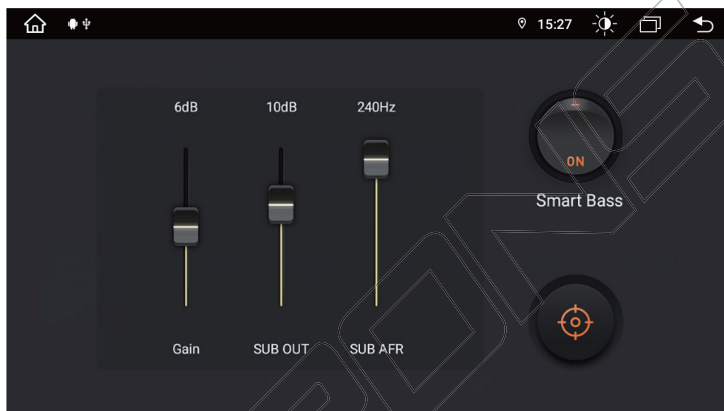 15:27
6dB 10dB 240Hz
ON
Smart Bass
Gain SUB OUT SUB AFR